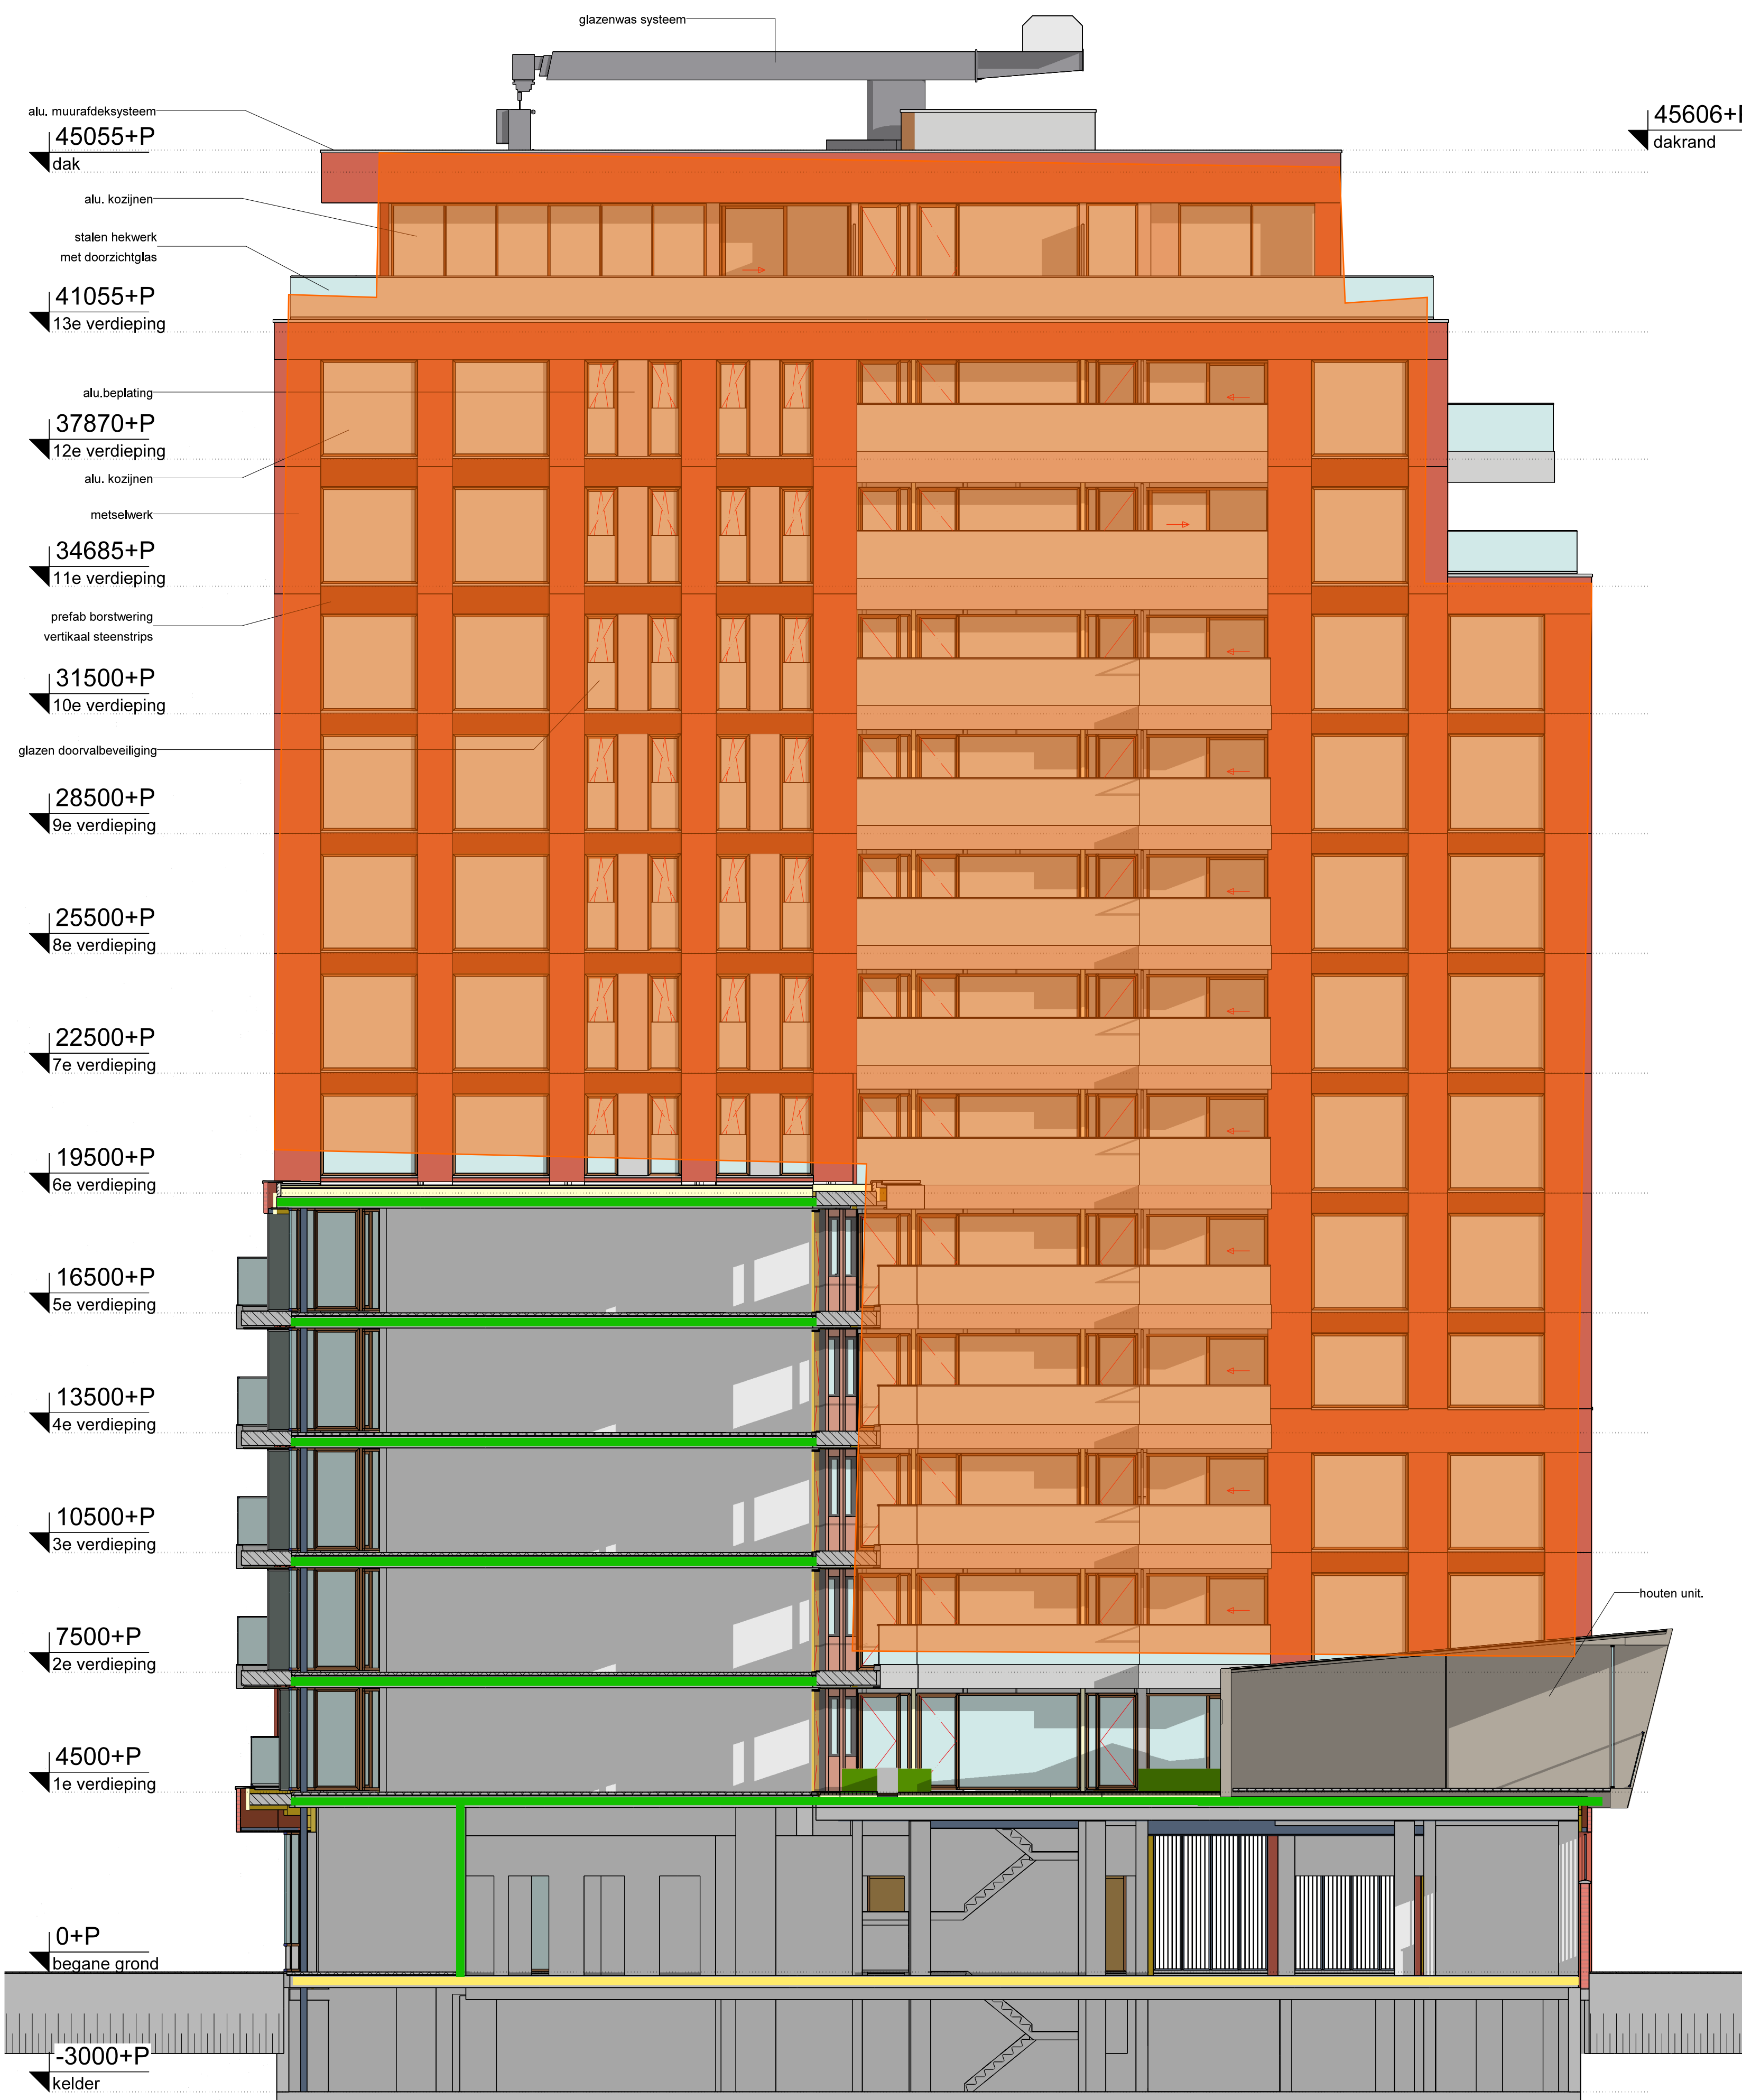 glazenwas systeem
alu. muurafdeksysteem
45055+P
dak
45606+
dakrand
alu. kozijnen
stalen hekwerk
met doorzichtglas
41055+P
13e verdieping
alu.beplating
37870+P
12e verdieping
alu. kozijnen
metselwerk
34685+P
11e verdieping
prefab borstwering
vertikaal steenstrips
31500+P
10e verdieping
glazen doorvalbeveiliging
28500+P
9e verdieping
25500+P
8e verdieping
22500+P
7e verdieping
19500+P
6e verdieping
16500+P
5e verdieping
13500+P
4e verdieping
10500+P
3e verdieping
houten unit.
7500+P
2e verdieping
4500+P
1e verdieping
0+P
begane grond
-3000+P
kelder